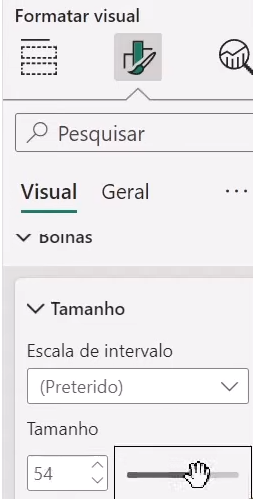 Formatar visual
Pesquisar
Visual Geral ...
Bolhas
Tamanho
Escala de intervalo
(Preterido)
Tamanho
54